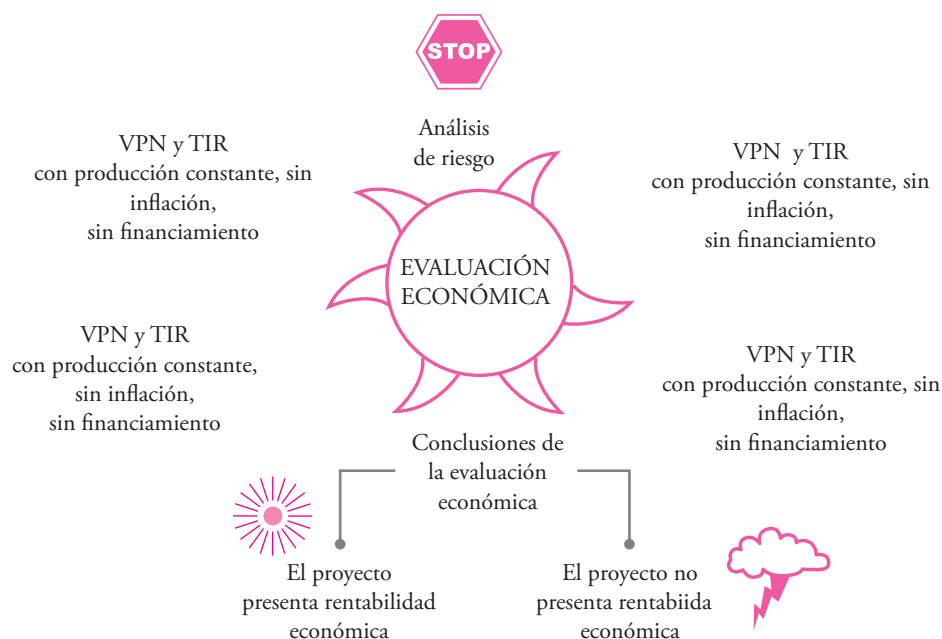 STOP
Análisis
de riesgo
VPN y TIR
con producción constante, sin
inflación,
sin financiamiento
VPN y TIR
con producción constante, sin
inflación,
sin financiamiento
EVALUACIÓN
ECONÓMICA
VPN y TIR
con producción constante,
sin inflación,
sin financiamiento
VPN y TIR
con producción constante, sin
inflación,
sin financiamiento
Conclusiones de
la evaluación
económica
El proyecto
presenta rentabilidad
económica
El proyecto no
presenta rentabiida
económica